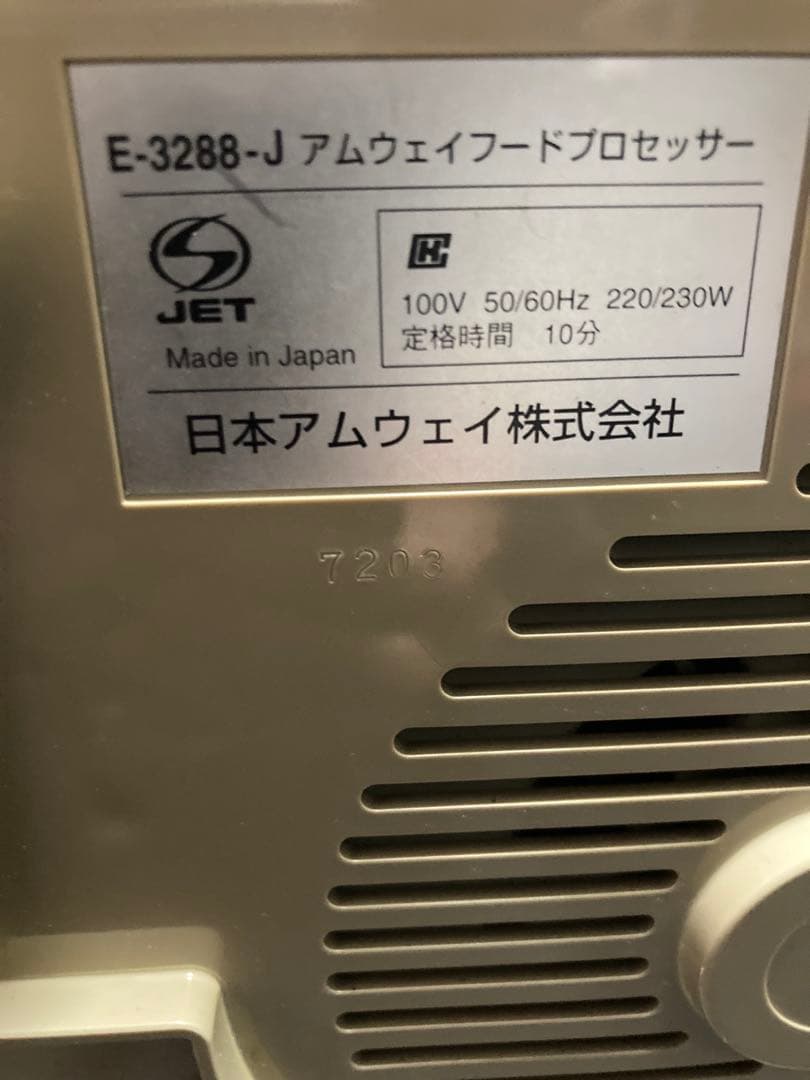 E-3288-J アムウェイフードプロセッサー
JET
Made in Japan
100V 50/60Hz 220/230W
定格時間 10分
日本アムウェイ株式会社
7203